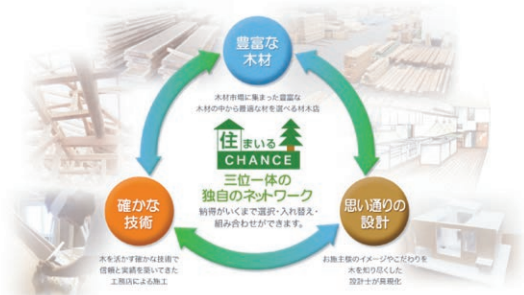 豊富な
木材
木材市場に集まった豊富な
木材の中から最適な材を選べる材木店
住まいる
CHANCE
三位一体の
独自のネットワーク
納得がいくまで選択・入れ替え・
組み合わせができます。
確かな
技術
木を活かす確かな技術で
信頼と実績を築いてきた
工務店による施工
思い通りの
設計
お施主様のイメージやこだわりを
木を知り尽くした
設計士が具現化